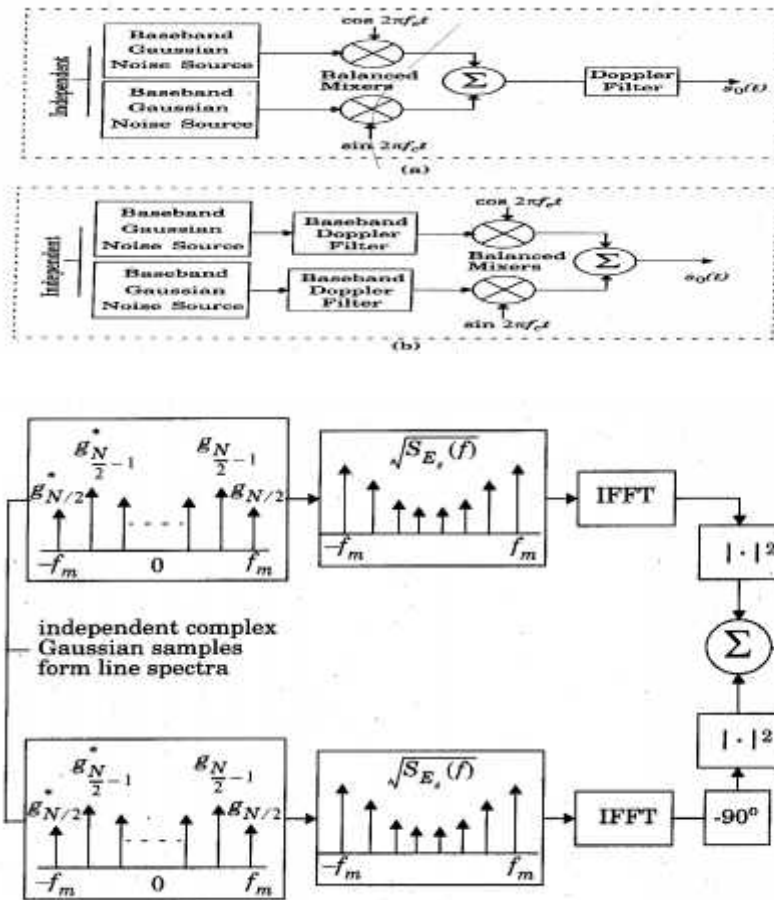 cos 2πf_c t
Baseband
Gaussian
Noise Source
Independent
Balanced
Mixers
Σ
Doppler
Filter
s_0(t)
Baseband
Gaussian
Noise Source
sin 2πf_c t
(a)
cos 2πf_c t
Baseband
Gaussian
Noise Source
Baseband
Doppler
Filter
Independent
Balanced
Mixers
Σ
s_0(t)
Baseband
Gaussian
Noise Source
Baseband
Doppler
Filter
sin 2πf_c t
(b)
g*_{N/2}
g*_{N/2 −1}
g_{N/2 −1}
g_{N/2}
−f_m
0
f_m
√S_{E_z}(f)
−f_m
f_m
IFFT
|·|²
independent complex
Gaussian samples
form line spectra
Σ
|·|²
g*_{N/2}
g*_{N/2 −1}
g_{N/2 −1}
g_{N/2}
−f_m
0
f_m
√S_{E_z}(f)
−f_m
f_m
IFFT
-90°